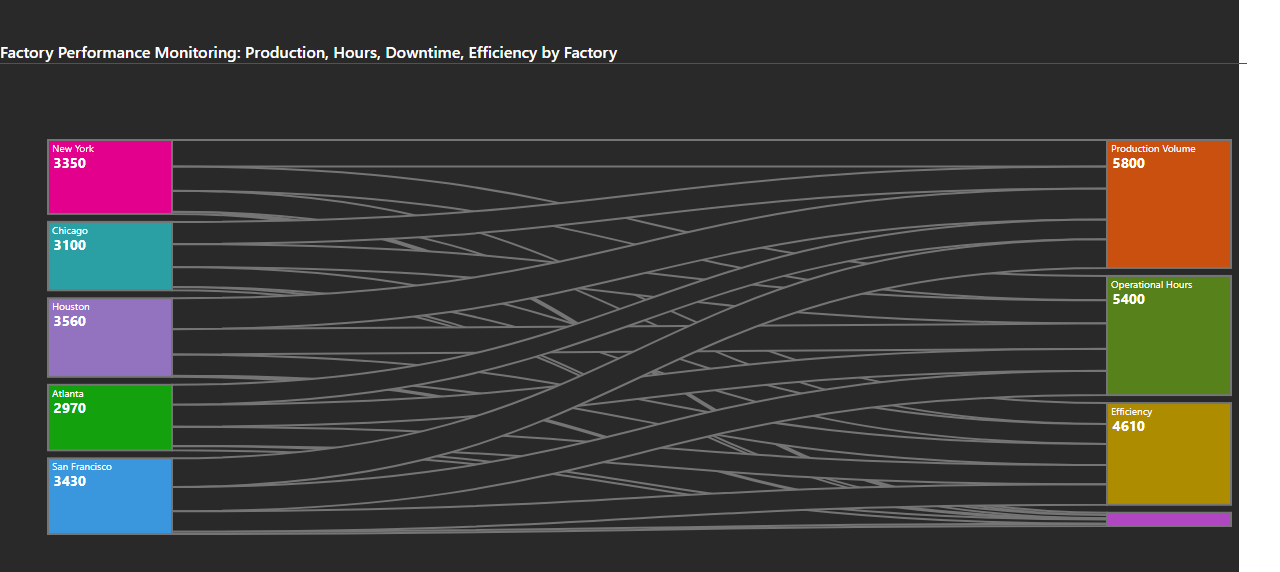 Factory Performance Monitoring: Production, Hours, Downtime, Efficiency by Factory
New York
3350
Production Volume
5800
Chicago
3100
Operational Hours
5400
Houston
3560
Atlanta
2970
Efficiency
4610
San Francisco
3430